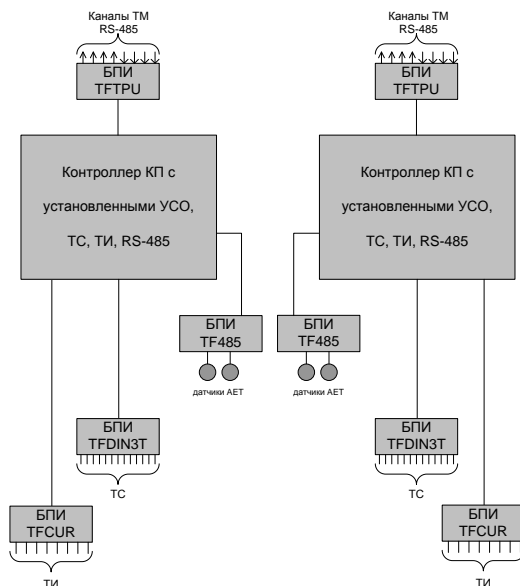 Каналы ТМ
RS-485
БПИ
TFTPU
Контроллер КП с
установленными УСО,
ТС, ТИ, RS-485
БПИ
TF485
датчики АЕТ
БПИ
TFDIN3T
ТС
БПИ
TFCUR
ТИ
Каналы ТМ
RS-485
БПИ
TFTPU
Контроллер КП с
установленными УСО,
ТС, ТИ, RS-485
БПИ
TF485
датчики АЕТ
БПИ
TFDIN3T
ТС
БПИ
TFCUR
ТИ